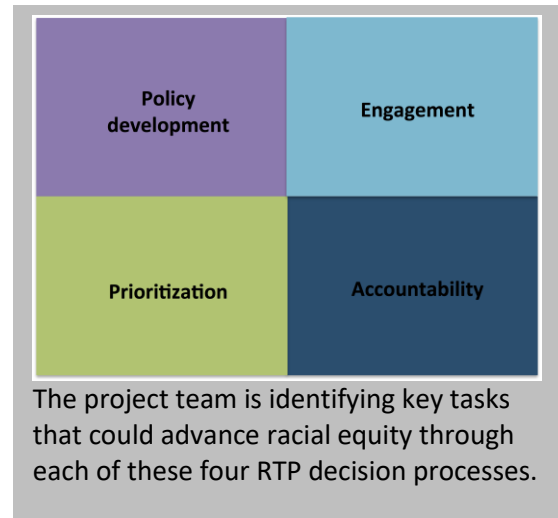 Policy
development
Engagement
Prioritization
Accountability
The project team is identifying key tasks
that could advance racial equity through
each of these four RTP decision processes.